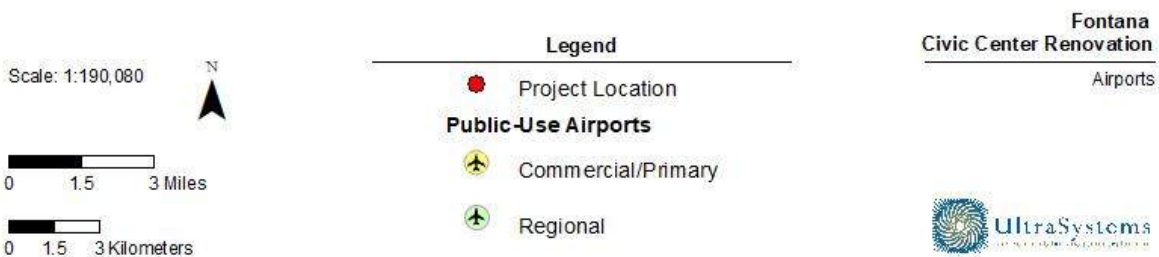 Scale: 1:190,080
N
0 1.5 3 Miles
0 1.5 3 Kilometers
Legend
Project Location
Public-Use Airports
Commercial/Primary
Regional
Fontana
Civic Center Renovation
Airports
UltraSystems